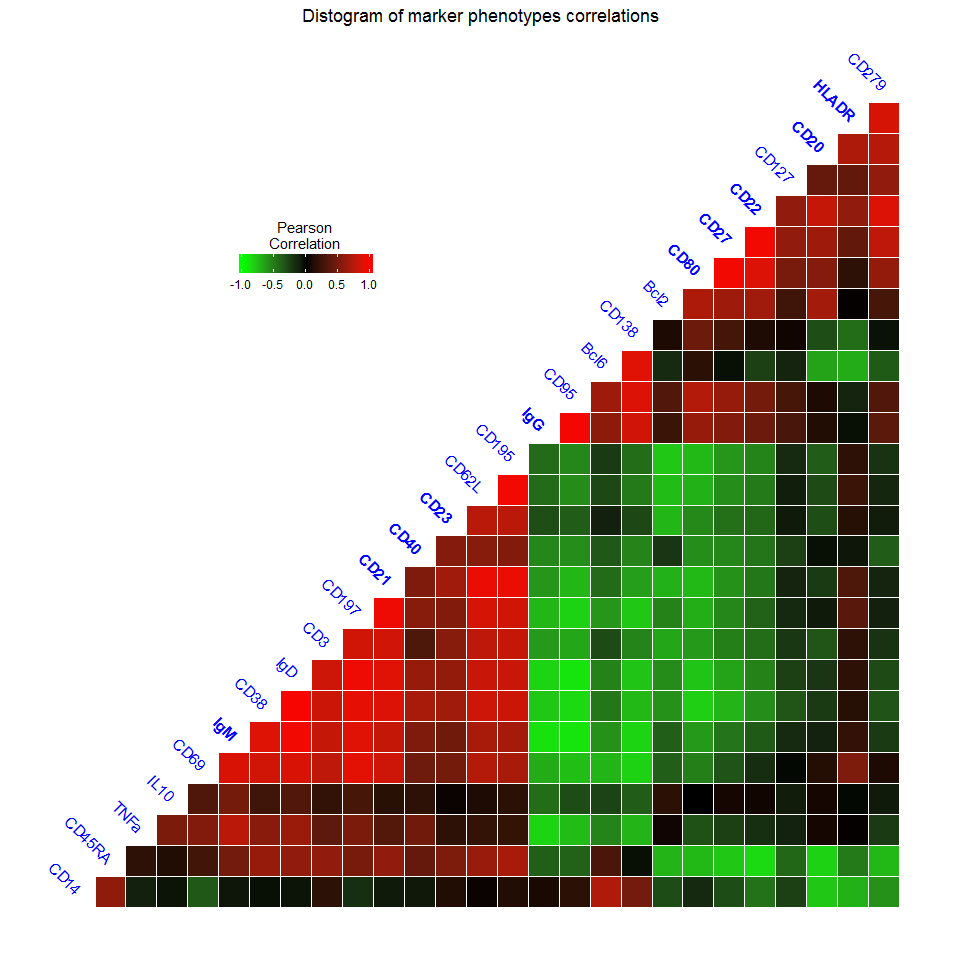 Distogram of marker phenotypes correlations
CD279
HLADR
CD20
CD127
CD22
CD27
CD80
Bcl2
CD138
Bcl6
CD95
IgG
CD195
CD62L
CD23
CD40
CD21
CD197
CD3
IgD
CD38
IgM
CD69
IL10
TNFa
CD45RA
CD14
Pearson
Correlation
-1.0 -0.5 0.0 0.5 1.0